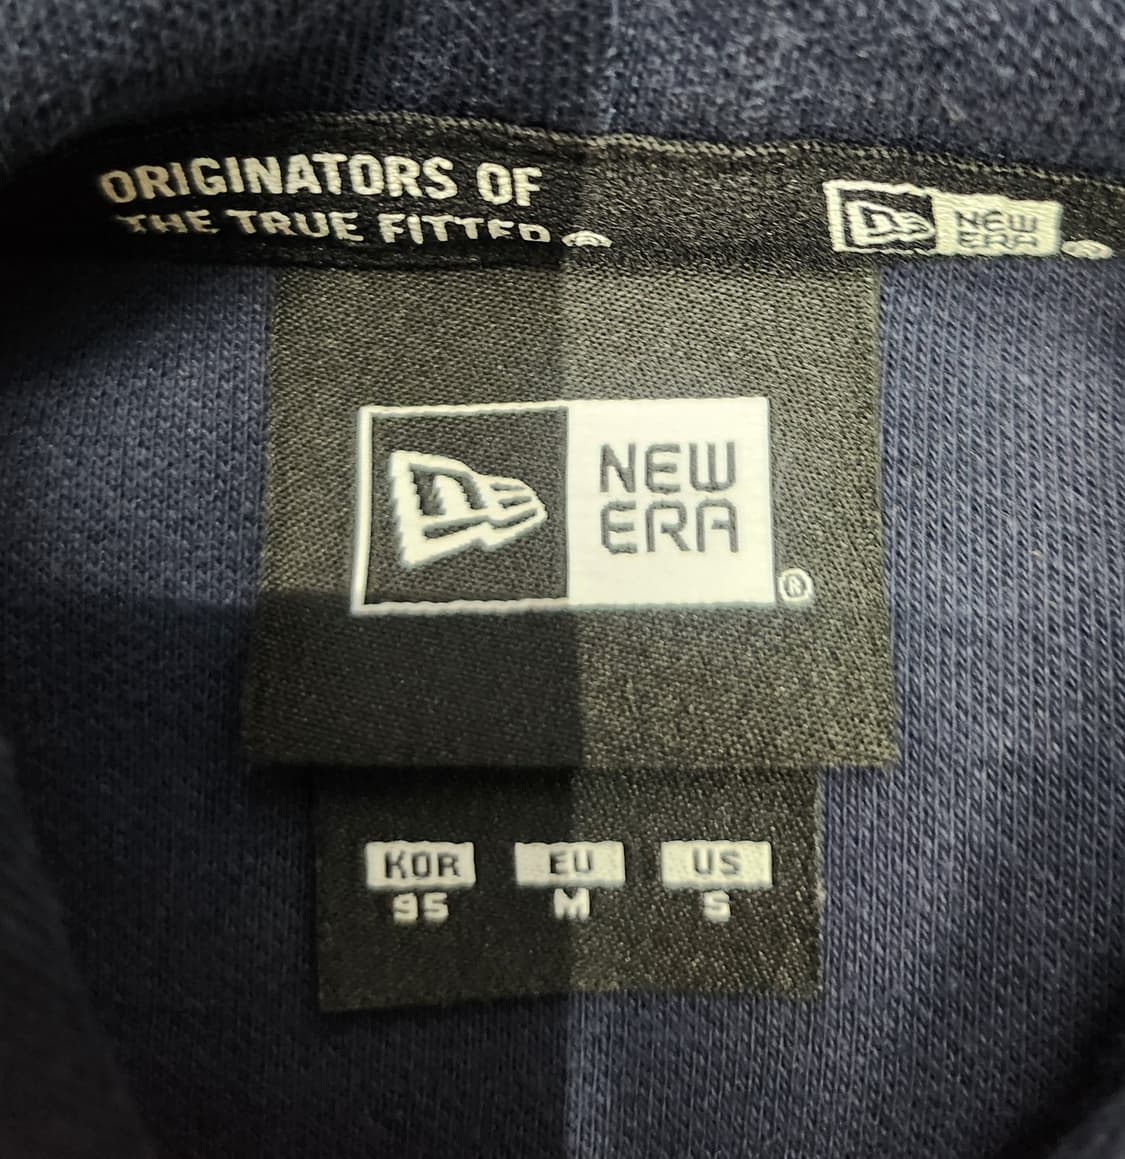 ORIGINATORS OF
THE TRUE FITTED®
NEW
ERA®
NEW
ERA®
KOR EU US
95 M S